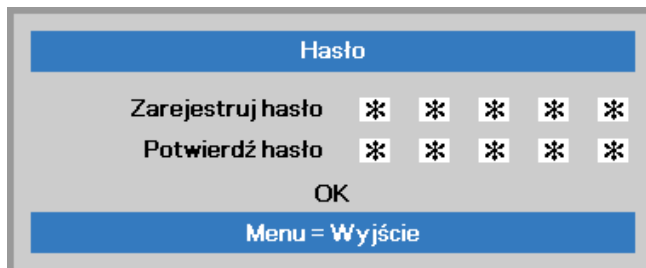 Hasło
Zarejestruj hasło * * * * *
Potwierdź hasło * * * * *
OK
Menu = Wyjście